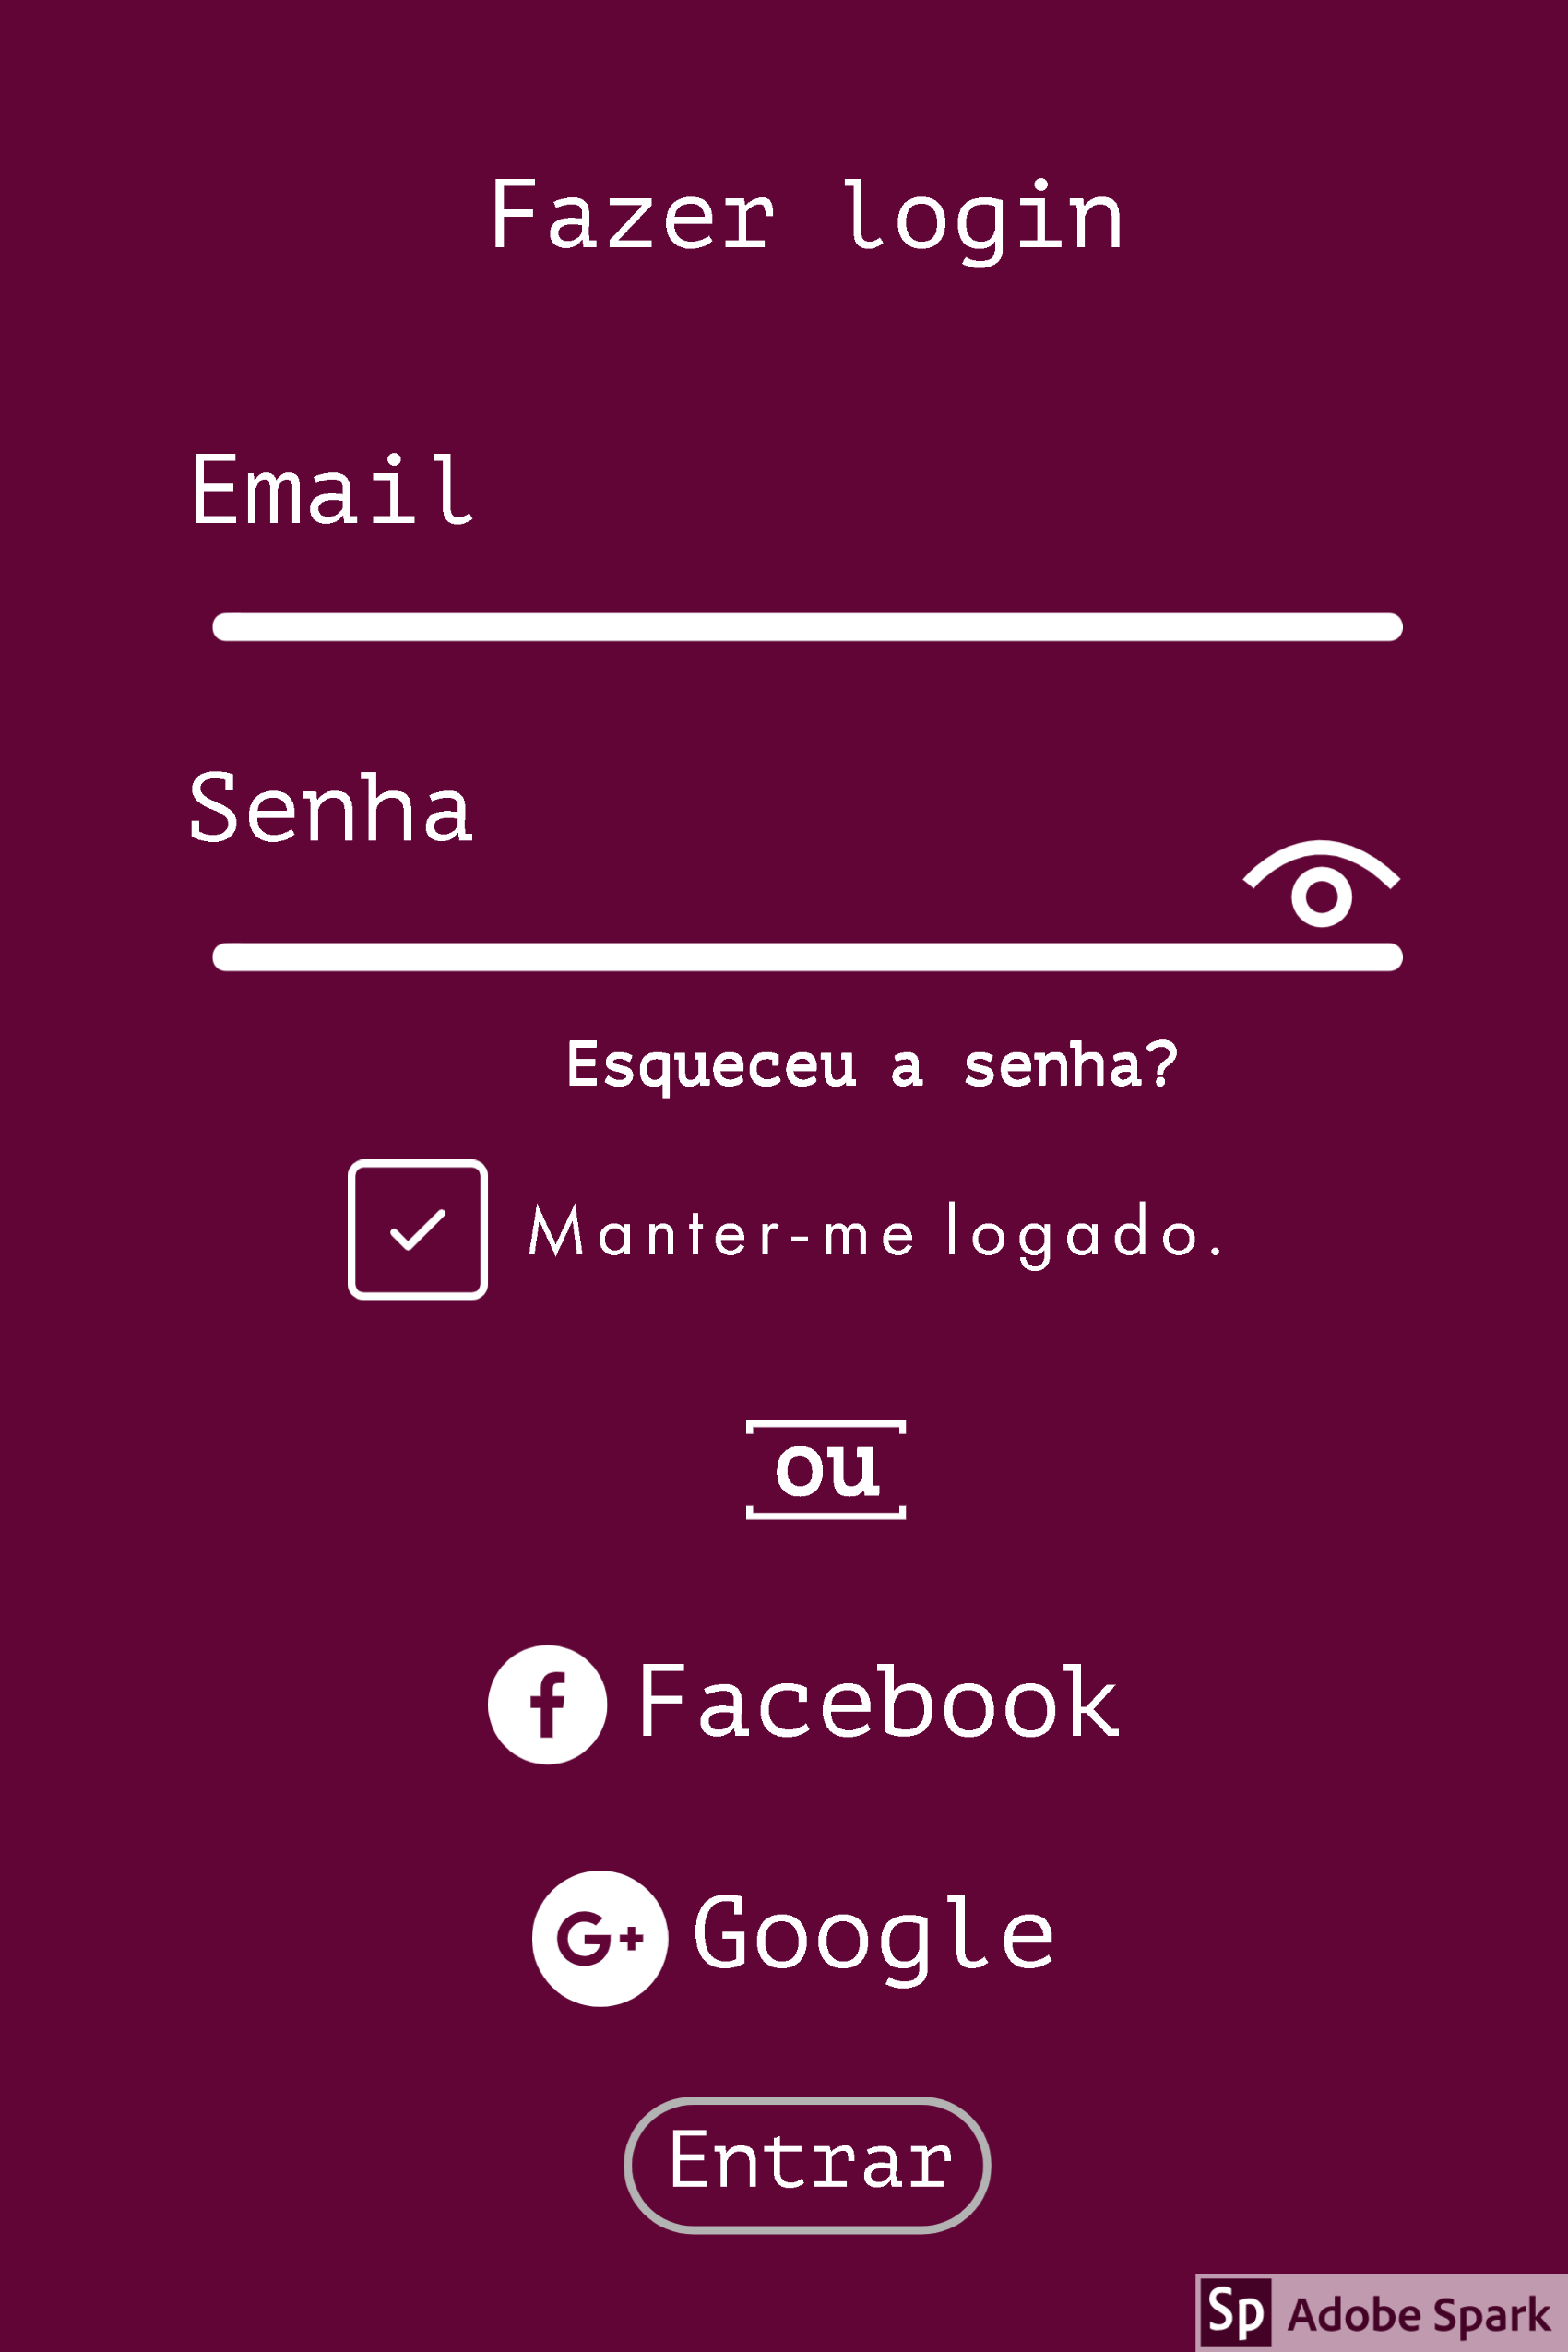 Fazer login
Email
Senha
Esqueceu a senha?
Manter-me logado.
ou
f Facebook
G+ Google
Entrar
Sp Adobe Spark